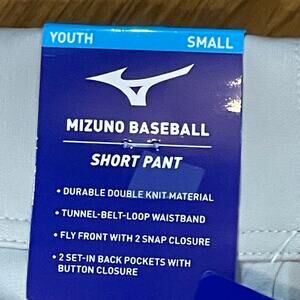 YOUTH SMALL
MIZUNO BASEBALL
SHORT PANT
• DURABLE DOUBLE KNIT MATERIAL
• TUNNEL-BELT-LOOP WAISTBAND
• FLY FRONT WITH 2 SNAP CLOSURE
• 2 SET-IN BACK POCKETS WITH
BUTTON CLOSURE